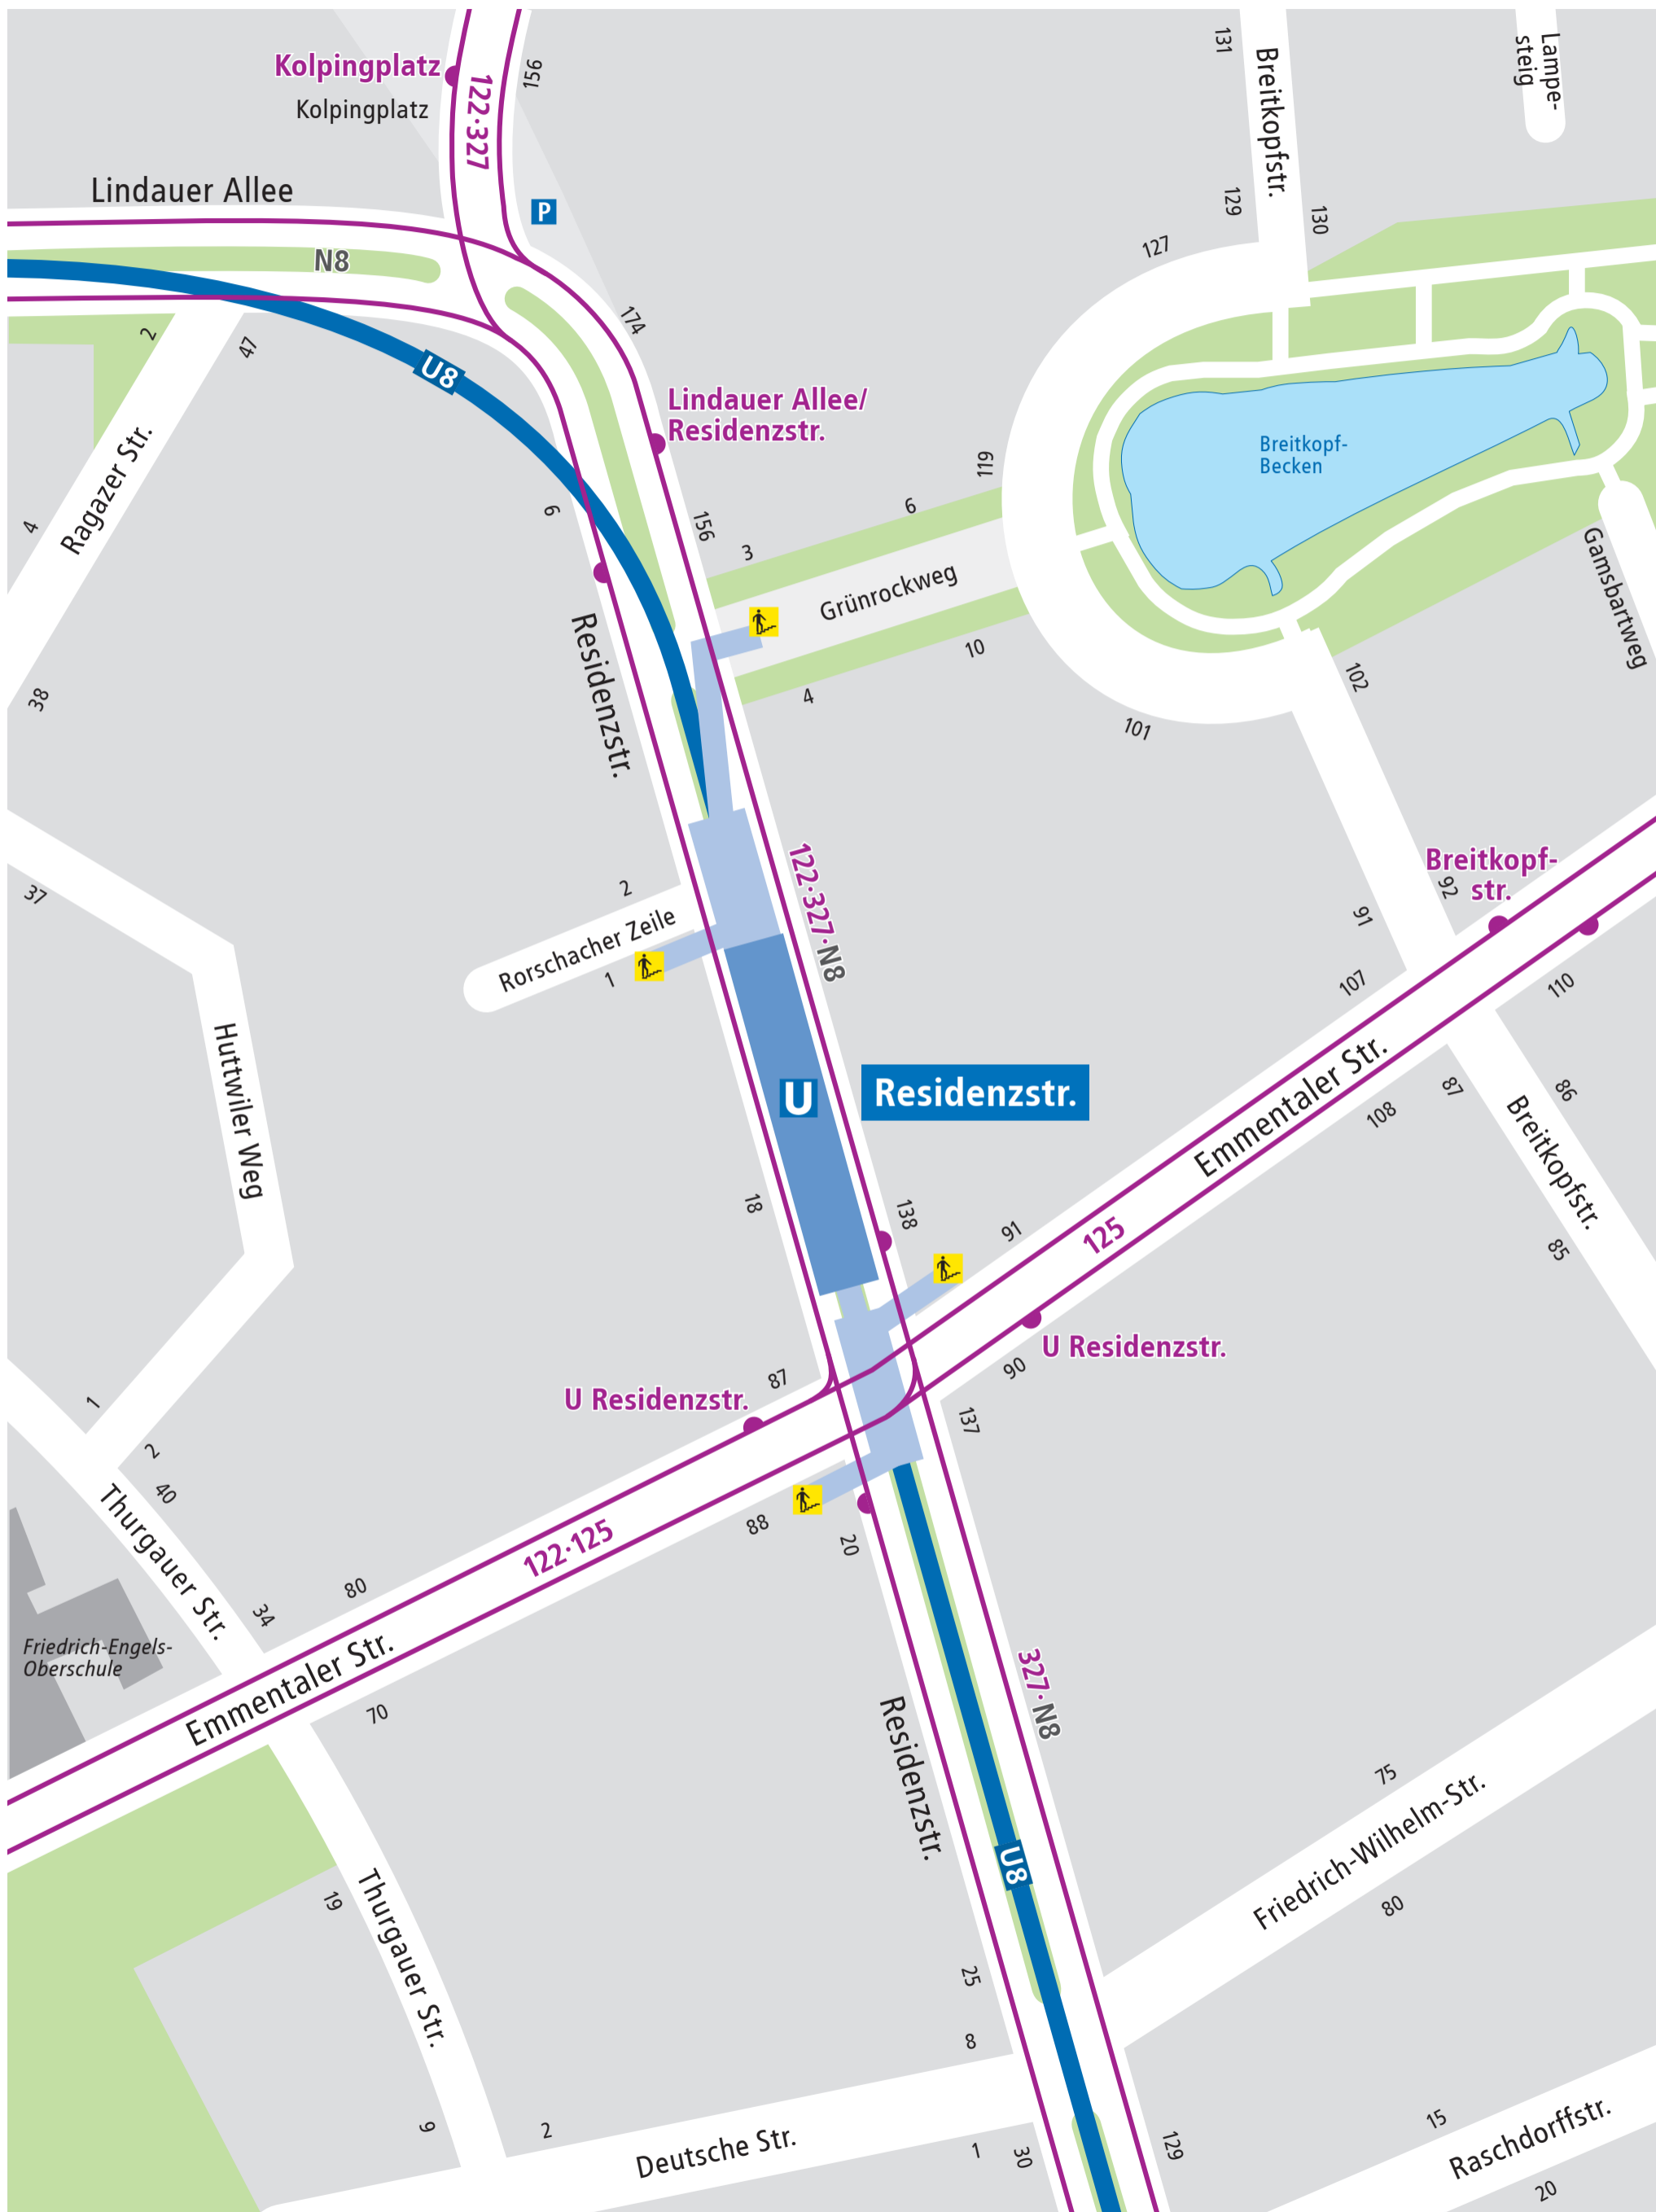 Kolpingplatz
Kolpingplatz
122·327
156
131
Breitkopfstr.
Lampe-
steig
Lindauer Allee
P
129
130
127
N8
2
47
174
U8
Lindauer Allee/
Residenzstr.
Ragazer Str.
4
6
156
3
6
119
Breitkopf-
Becken
Grünrockweg
Gamsbartweg
Residenzstr.
10
4
38
102
101
37
2
Rorschacher Zeile
1
122·327·N8
Breitkopf-
str.
92
91
107
110
Huttwiler Weg
U
Residenzstr.
Emmentaler Str.
108
87
86
Breitkopfstr.
85
18
138
91
125
U Residenzstr.
90
87
U Residenzstr.
137
1
2
40
Thurgauer Str.
88
20
122·125
80
34
Friedrich-Engels-
Oberschule
Emmentaler Str.
70
327·N8
Residenzstr.
75
Friedrich-Wilhelm-Str.
80
U8
19
Thurgauer Str.
25
8
9
2
Deutsche Str.
1
30
129
15
Raschdorffstr.
20